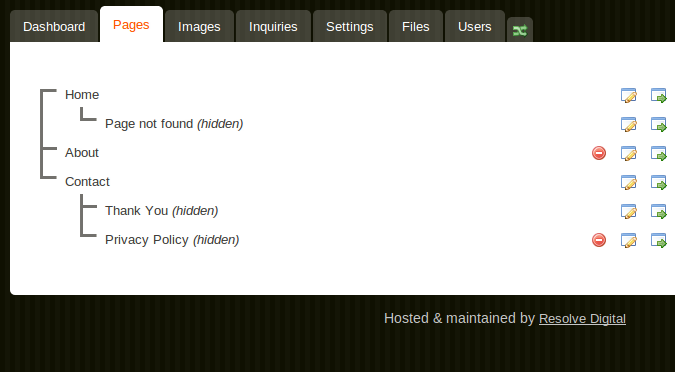 Dashboard Pages Images Inquiries Settings Files Users
Home
Page not found (hidden)
About
Contact
Thank You (hidden)
Privacy Policy (hidden)
Hosted & maintained by Resolve Digital